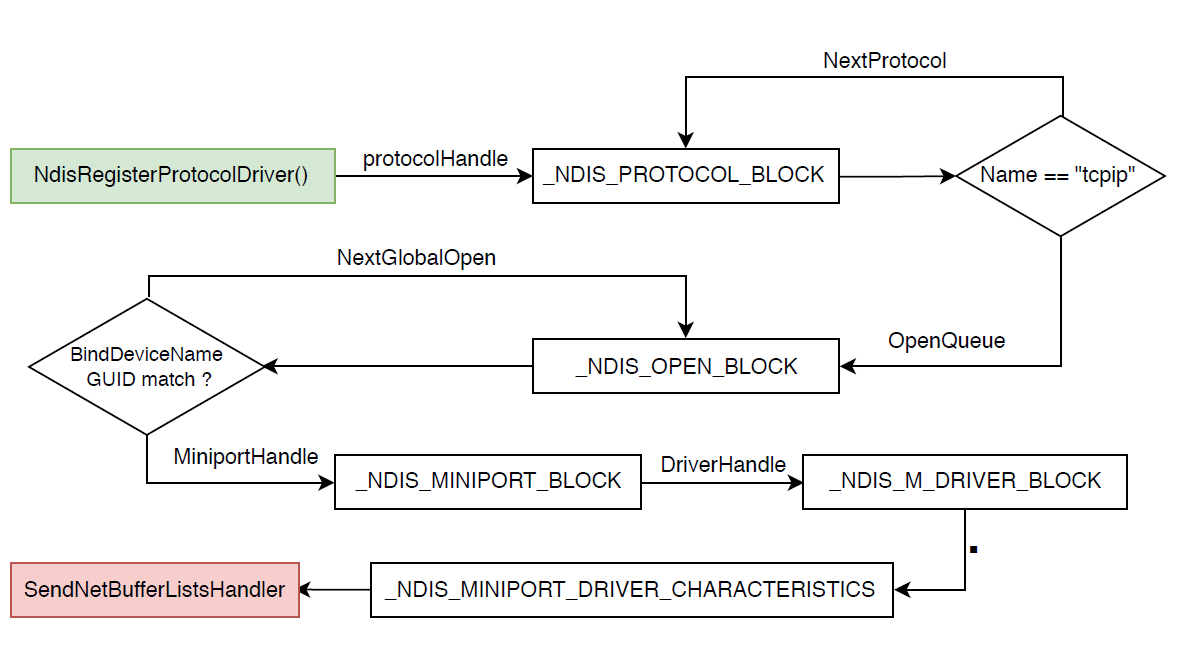 NextProtocol
NdisRegisterProtocolDriver()
protocolHandle
_NDIS_PROTOCOL_BLOCK
Name == "tcpip"
NextGlobalOpen
OpenQueue
BindDeviceName
GUID match ?
_NDIS_OPEN_BLOCK
MiniportHandle
_NDIS_MINIPORT_BLOCK
DriverHandle
_NDIS_M_DRIVER_BLOCK
SendNetBufferListsHandler
_NDIS_MINIPORT_DRIVER_CHARACTERISTICS